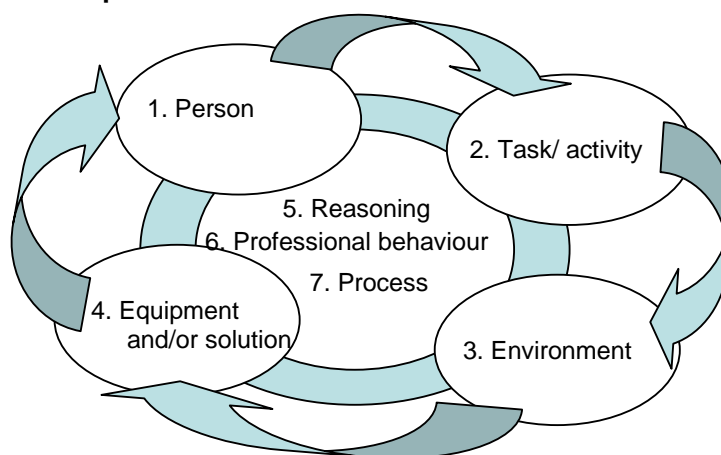 1. Person
2. Task/ activity
5. Reasoning
6. Professional behaviour
7. Process
4. Equipment
and/or solution
3. Environment